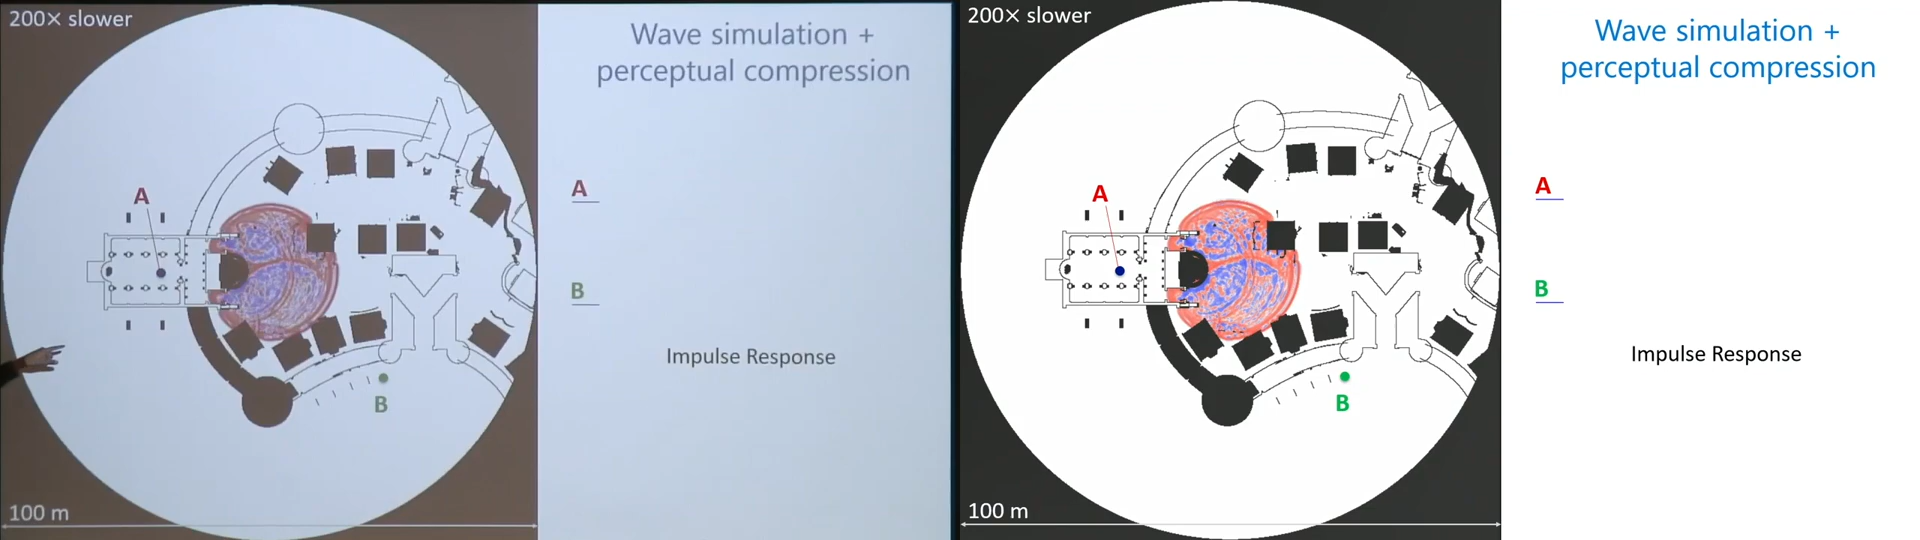 200× slower
Wave simulation +
perceptual compression
A
A
B
B
Impulse Response
100 m
200× slower
Wave simulation +
perceptual compression
A
A
B
B
Impulse Response
100 m